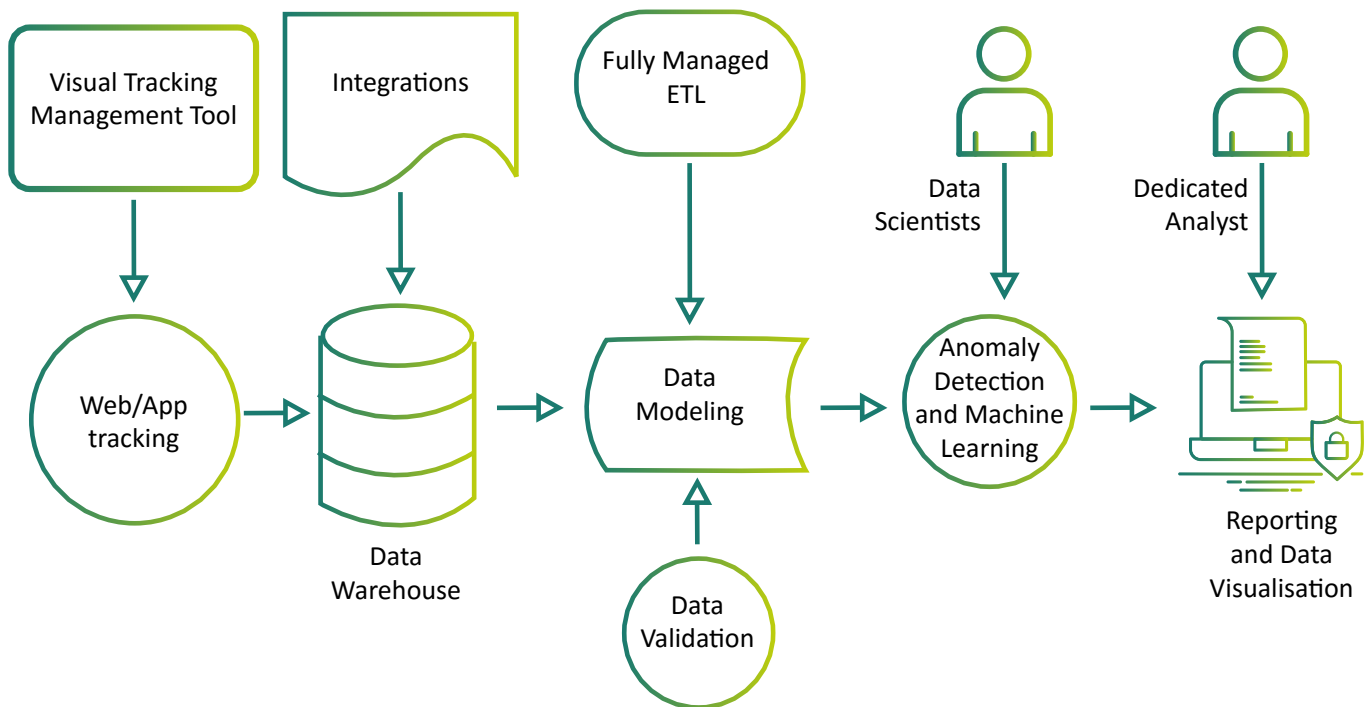 Visual Tracking
Management Tool
Integrations
Fully Managed
ETL
Data
Scientists
Dedicated
Analyst
Web/App
tracking
Data
Warehouse
Data
Modeling
Anomaly
Detection
and Machine
Learning
Reporting
and Data
Visualisation
Data
Validation